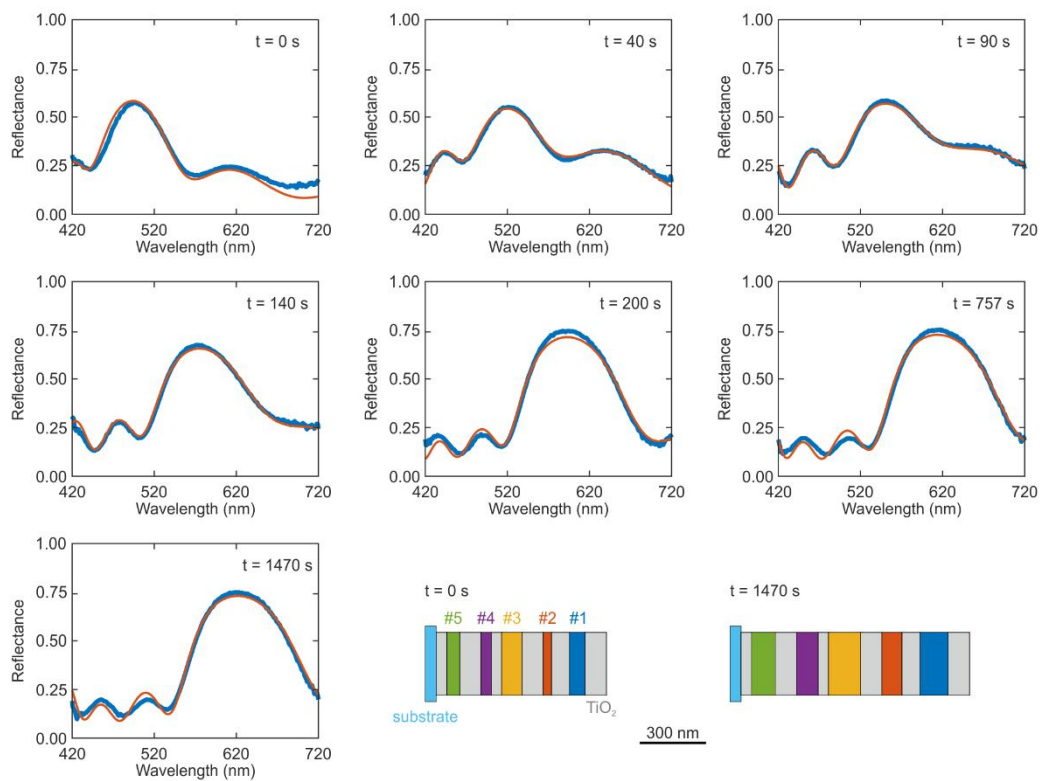 t = 0 s
Reflectance
1.00
0.75
0.50
0.25
0.00
420
520
620
720
Wavelength (nm)
t = 40 s
Reflectance
1.00
0.75
0.50
0.25
0.00
420
520
620
720
Wavelength (nm)
t = 90 s
Reflectance
1.00
0.75
0.50
0.25
0.00
420
520
620
720
Wavelength (nm)
t = 140 s
Reflectance
1.00
0.75
0.50
0.25
0.00
420
520
620
720
Wavelength (nm)
t = 200 s
Reflectance
1.00
0.75
0.50
0.25
0.00
420
520
620
720
Wavelength (nm)
t = 757 s
Reflectance
1.00
0.75
0.50
0.25
0.00
420
520
620
720
Wavelength (nm)
t = 1470 s
Reflectance
1.00
0.75
0.50
0.25
0.00
420
520
620
720
Wavelength (nm)
t = 0 s
#5 #4 #3 #2 #1
substrate
TiO₂
300 nm
t = 1470 s